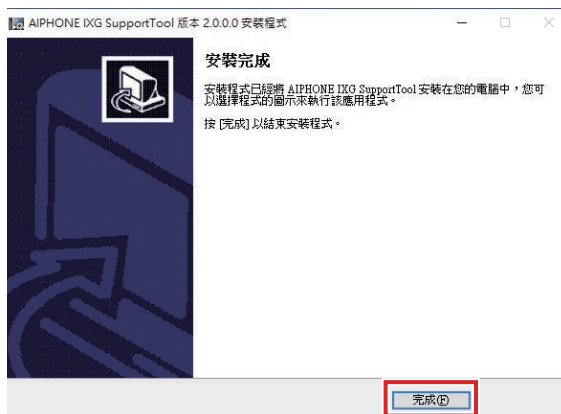 AIPHONE IXG SupportTool 版本 2.0.0.0 安裝程式
安裝完成
安裝程式已經將 AIPHONE IXG SupportTool 安裝在您的電腦中，您可
以選擇程式的圖示來執行該應用程式。
按 [完成] 以結束安裝程式。
完成(F)